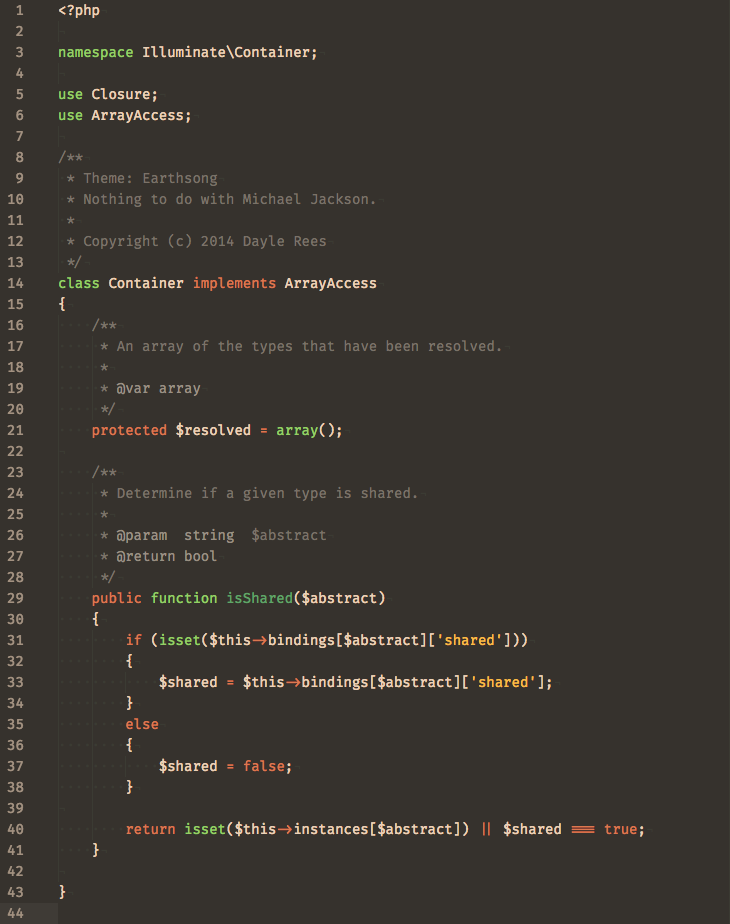 1 <?php
2
3 namespace Illuminate\Container;
4
5 use Closure;
6 use ArrayAccess;
7
8 /**
9  * Theme: Earthsong
10  * Nothing to do with Michael Jackson.
11  *
12  * Copyright (c) 2014 Dayle Rees
13  */
14 class Container implements ArrayAccess
15 {
16     /**
17      * An array of the types that have been resolved.
18      *
19      * @var array
20      */
21     protected $resolved = array();
22
23     /**
24      * Determine if a given type is shared.
25      *
26      * @param  string  $abstract
27      * @return bool
28      */
29     public function isShared($abstract)
30     {
31         if (isset($this->bindings[$abstract]['shared']))
32         {
33             $shared = $this->bindings[$abstract]['shared'];
34         }
35         else
36         {
37             $shared = false;
38         }
39
40         return isset($this->instances[$abstract]) || $shared === true;
41     }
42
43 }
44